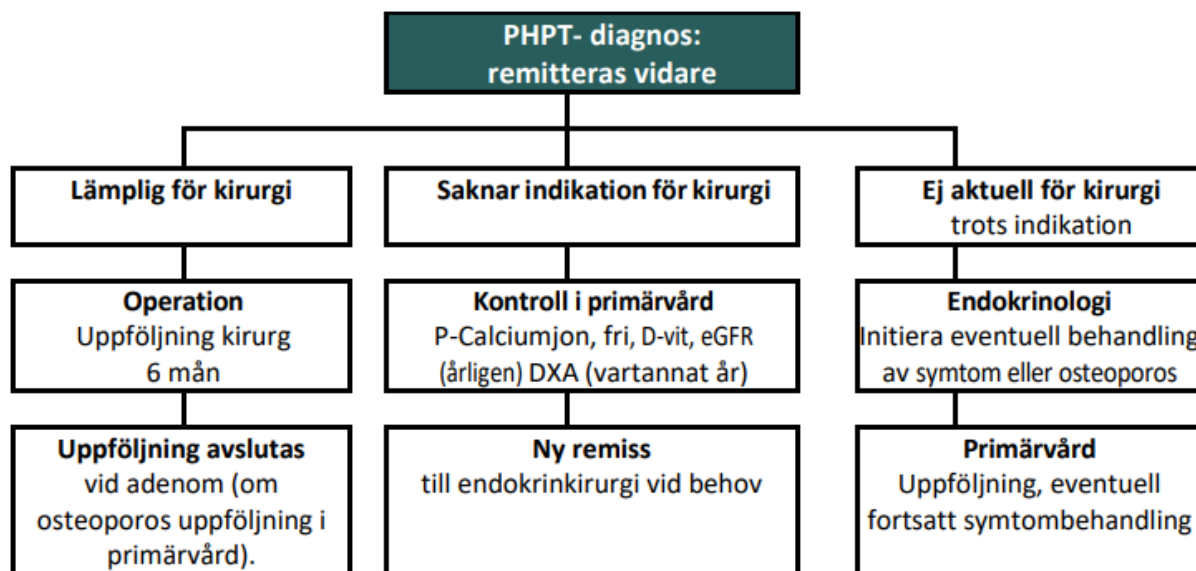 PHPT- diagnos:
remitteras vidare
Lämplig för kirurgi
Saknar indikation för kirurgi
Ej aktuell för kirurgi
trots indikation
Operation
Uppföljning kirurg
6 mån
Kontroll i primärvård
P-Calciumjon, fri, D-vit, eGFR
(årligen) DXA (vartannat år)
Endokrinologi
Initiera eventuell behandling
av symtom eller osteoporos
Uppföljning avslutas
vid adenom (om
osteoporos uppföljning i
primärvård).
Ny remiss
till endokrinkirurgi vid behov
Primärvård
Uppföljning, eventuell
fortsatt symtombehandling